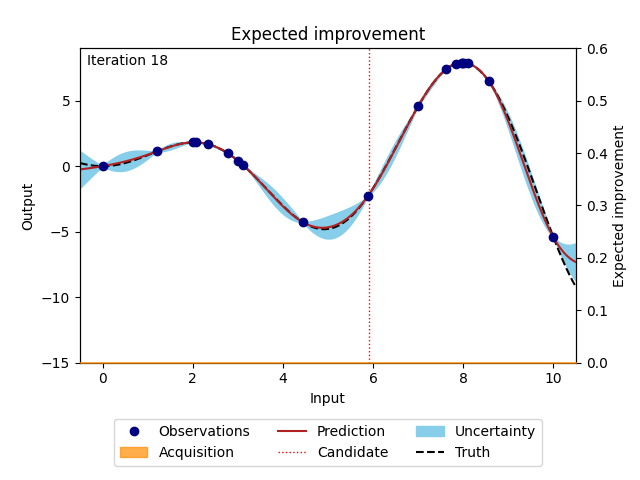 Expected improvement
Iteration 18
Output
5
0
−5
−10
−15
0.6
0.5
0.4
0.3
0.2
0.1
0.0
Expected improvement
0 2 4 6 8 10
Input
Observations Prediction Uncertainty
Acquisition Candidate Truth